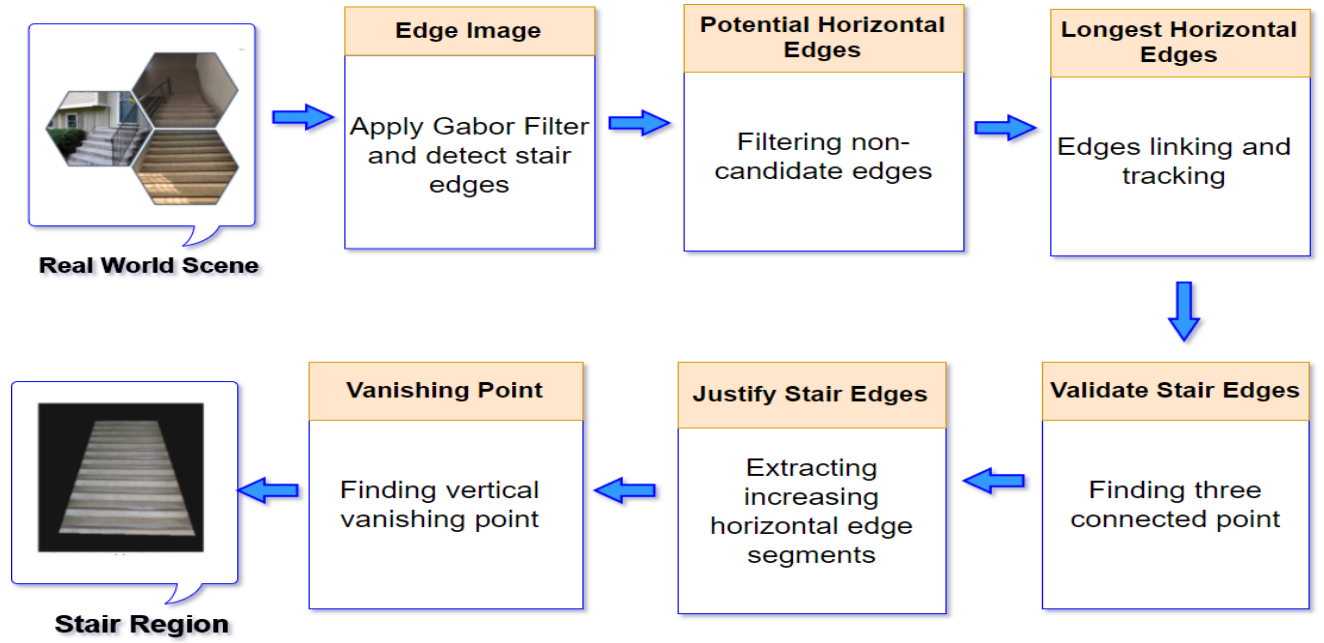 Edge Image
Apply Gabor Filter
and detect stair
edges
Potential Horizontal
Edges
Filtering non-
candidate edges
Longest Horizontal
Edges
Edges linking and
tracking
Real World Scene
Validate Stair Edges
Finding three
connected point
Justify Stair Edges
Extracting
increasing
horizontal edge
segments
Vanishing Point
Finding vertical
vanishing point
Stair Region